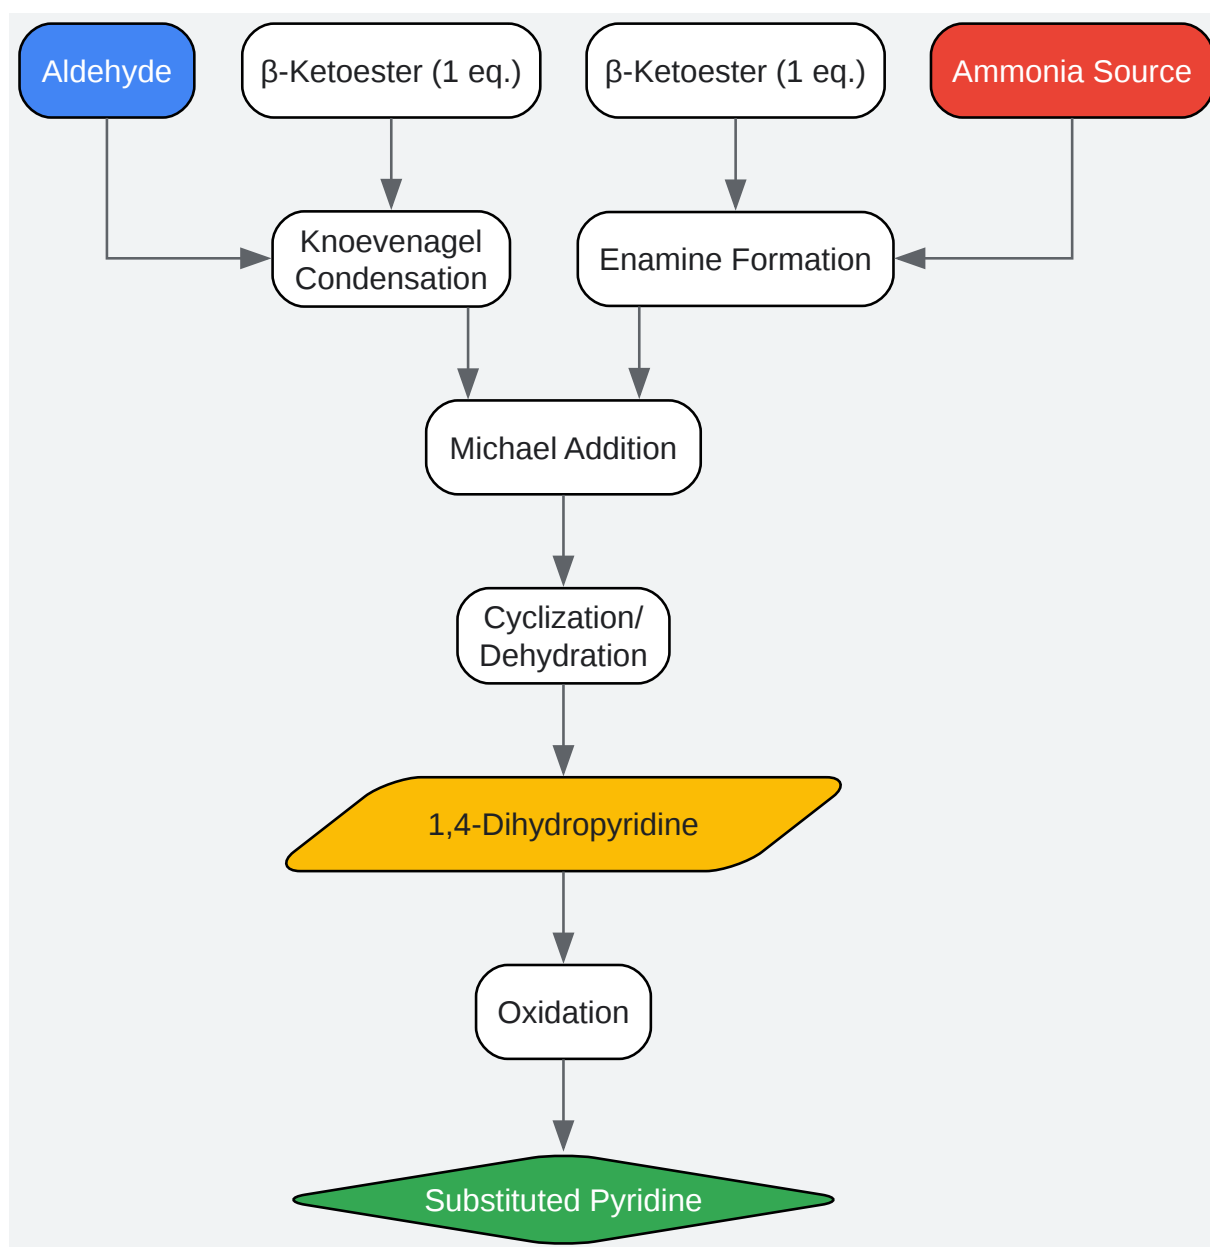 Aldehyde
β-Ketoester (1 eq.)
β-Ketoester (1 eq.)
Ammonia Source
Knoevenagel
Condensation
Enamine Formation
Michael Addition
Cyclization/
Dehydration
1,4-Dihydropyridine
Oxidation
Substituted Pyridine